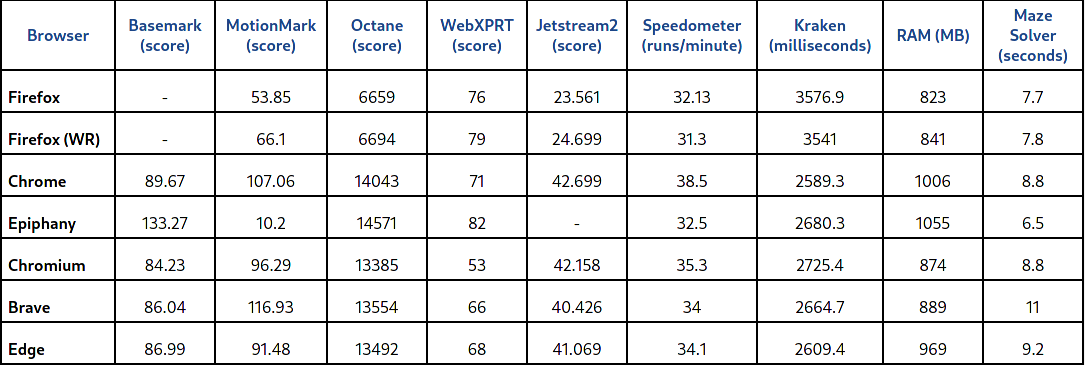 Browser Basemark (score) MotionMark (score) Octane (score) WebXPRT (score) Jetstream2 (score) Speedometer (runs/minute) Kraken (milliseconds) RAM (MB) Maze Solver (seconds)
Firefox - 53.85 6659 76 23.561 32.13 3576.9 823 7.7
Firefox (WR) - 66.1 6694 79 24.699 31.3 3541 841 7.8
Chrome 89.67 107.06 14043 71 42.699 38.5 2589.3 1006 8.8
Epiphany 133.27 10.2 14571 82 - 32.5 2680.3 1055 6.5
Chromium 84.23 96.29 13385 53 42.158 35.3 2725.4 874 8.8
Brave 86.04 116.93 13554 66 40.426 34 2664.7 889 11
Edge 86.99 91.48 13492 68 41.069 34.1 2609.4 969 9.2